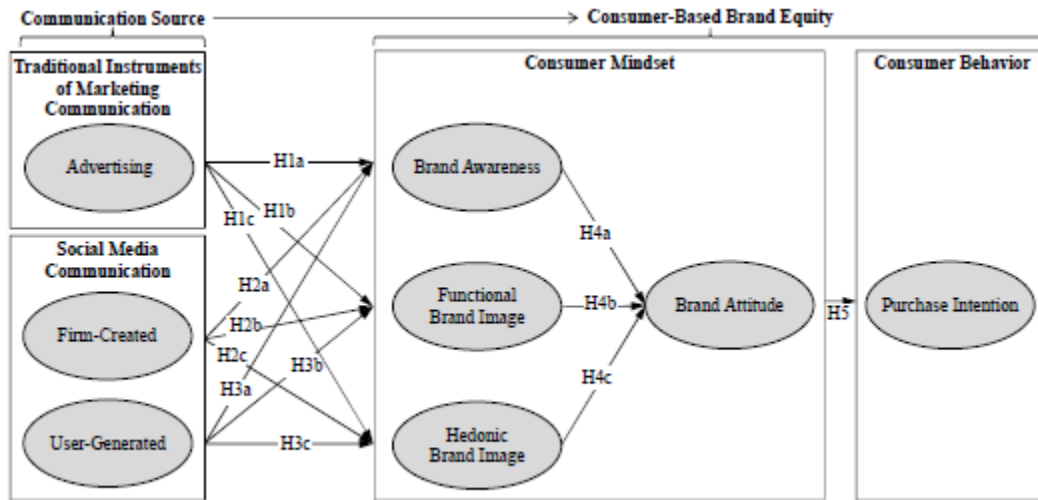 Communication Source
Consumer-Based Brand Equity
Traditional Instruments
of Marketing
Communication
Advertising
Social Media
Communication
Firm-Created
User-Generated
H1a
H1b
H1c
H2a
H2b
H2c
H3b
H3a
H3c
Consumer Mindset
Brand Awareness
Functional
Brand Image
Hedonic
Brand Image
H4a
H4b
H4c
Brand Attitude
H5
Consumer Behavior
Purchase Intention